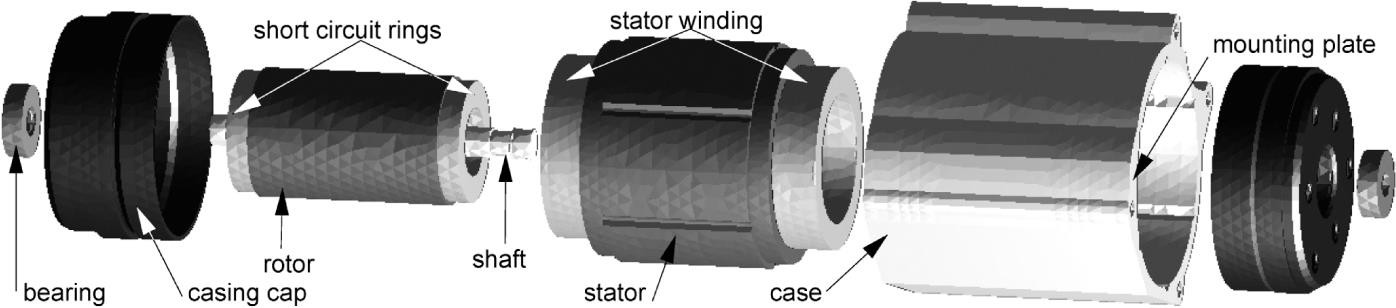 short circuit rings
stator winding
mounting plate
bearing
casing cap
rotor
shaft
stator
case